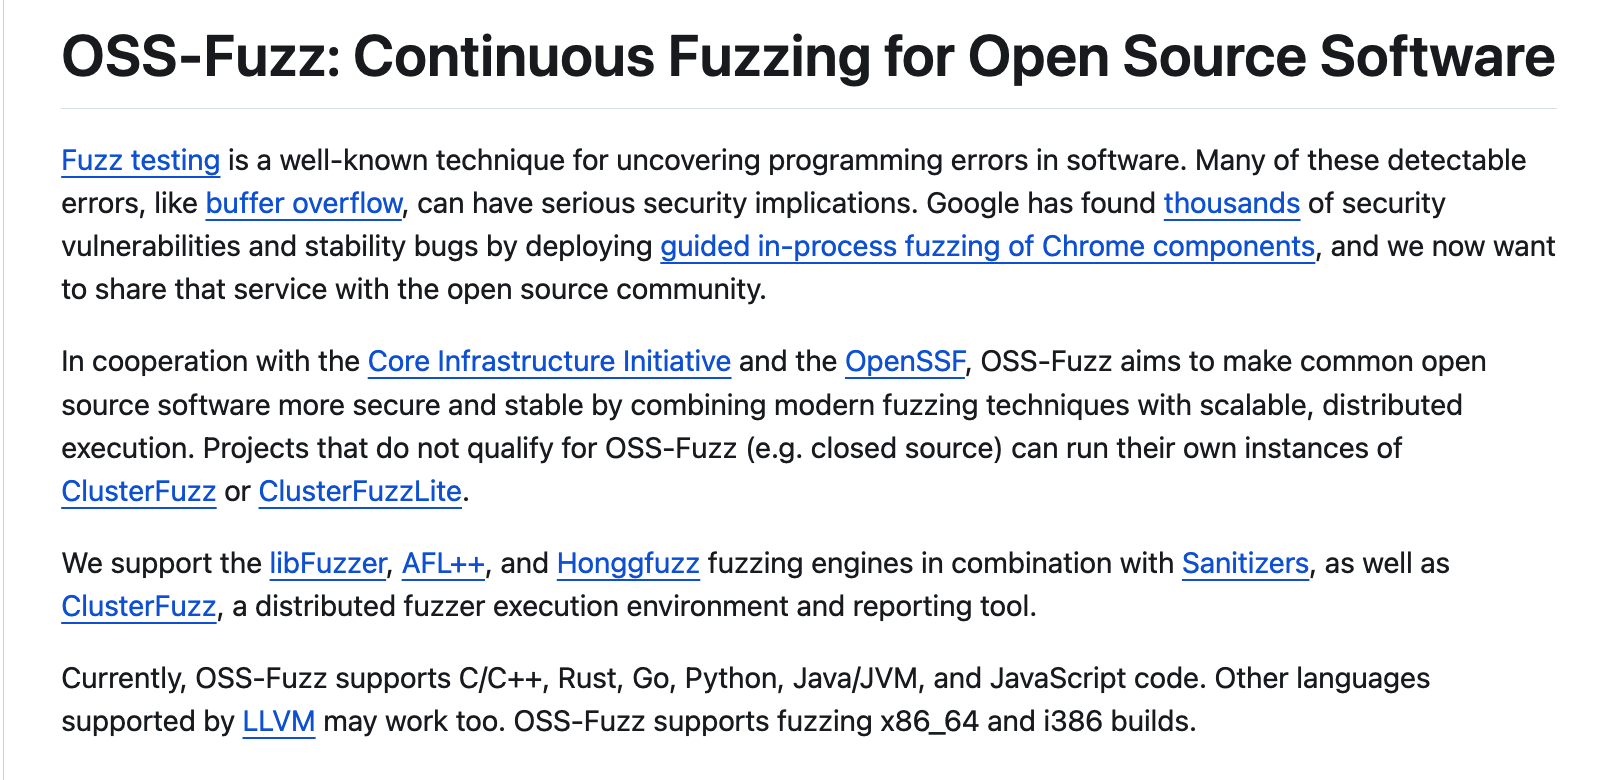 OSS-Fuzz: Continuous Fuzzing for Open Source Software
Fuzz testing is a well-known technique for uncovering programming errors in software. Many of these detectable
errors, like buffer overflow, can have serious security implications. Google has found thousands of security
vulnerabilities and stability bugs by deploying guided in-process fuzzing of Chrome components, and we now want
to share that service with the open source community.
In cooperation with the Core Infrastructure Initiative and the OpenSSF, OSS-Fuzz aims to make common open
source software more secure and stable by combining modern fuzzing techniques with scalable, distributed
execution. Projects that do not qualify for OSS-Fuzz (e.g. closed source) can run their own instances of
ClusterFuzz or ClusterFuzzLite.
We support the libFuzzer, AFL++, and Honggfuzz fuzzing engines in combination with Sanitizers, as well as
ClusterFuzz, a distributed fuzzer execution environment and reporting tool.
Currently, OSS-Fuzz supports C/C++, Rust, Go, Python, Java/JVM, and JavaScript code. Other languages
supported by LLVM may work too. OSS-Fuzz supports fuzzing x86_64 and i386 builds.